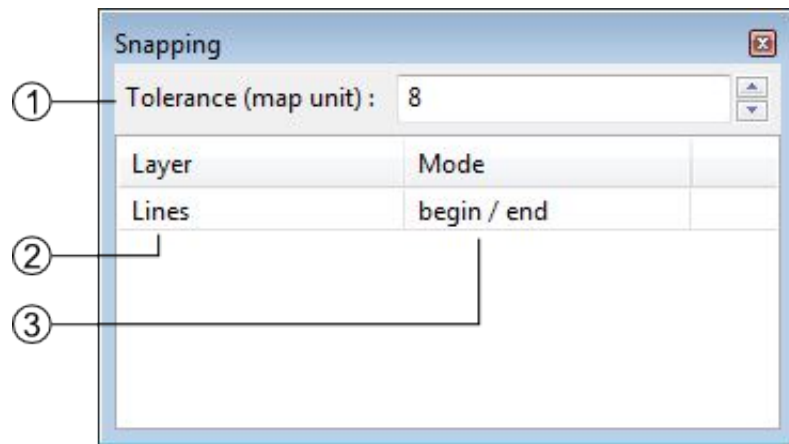 Snapping
① Tolerance (map unit) : 8
Layer Mode
Lines begin / end
②
③